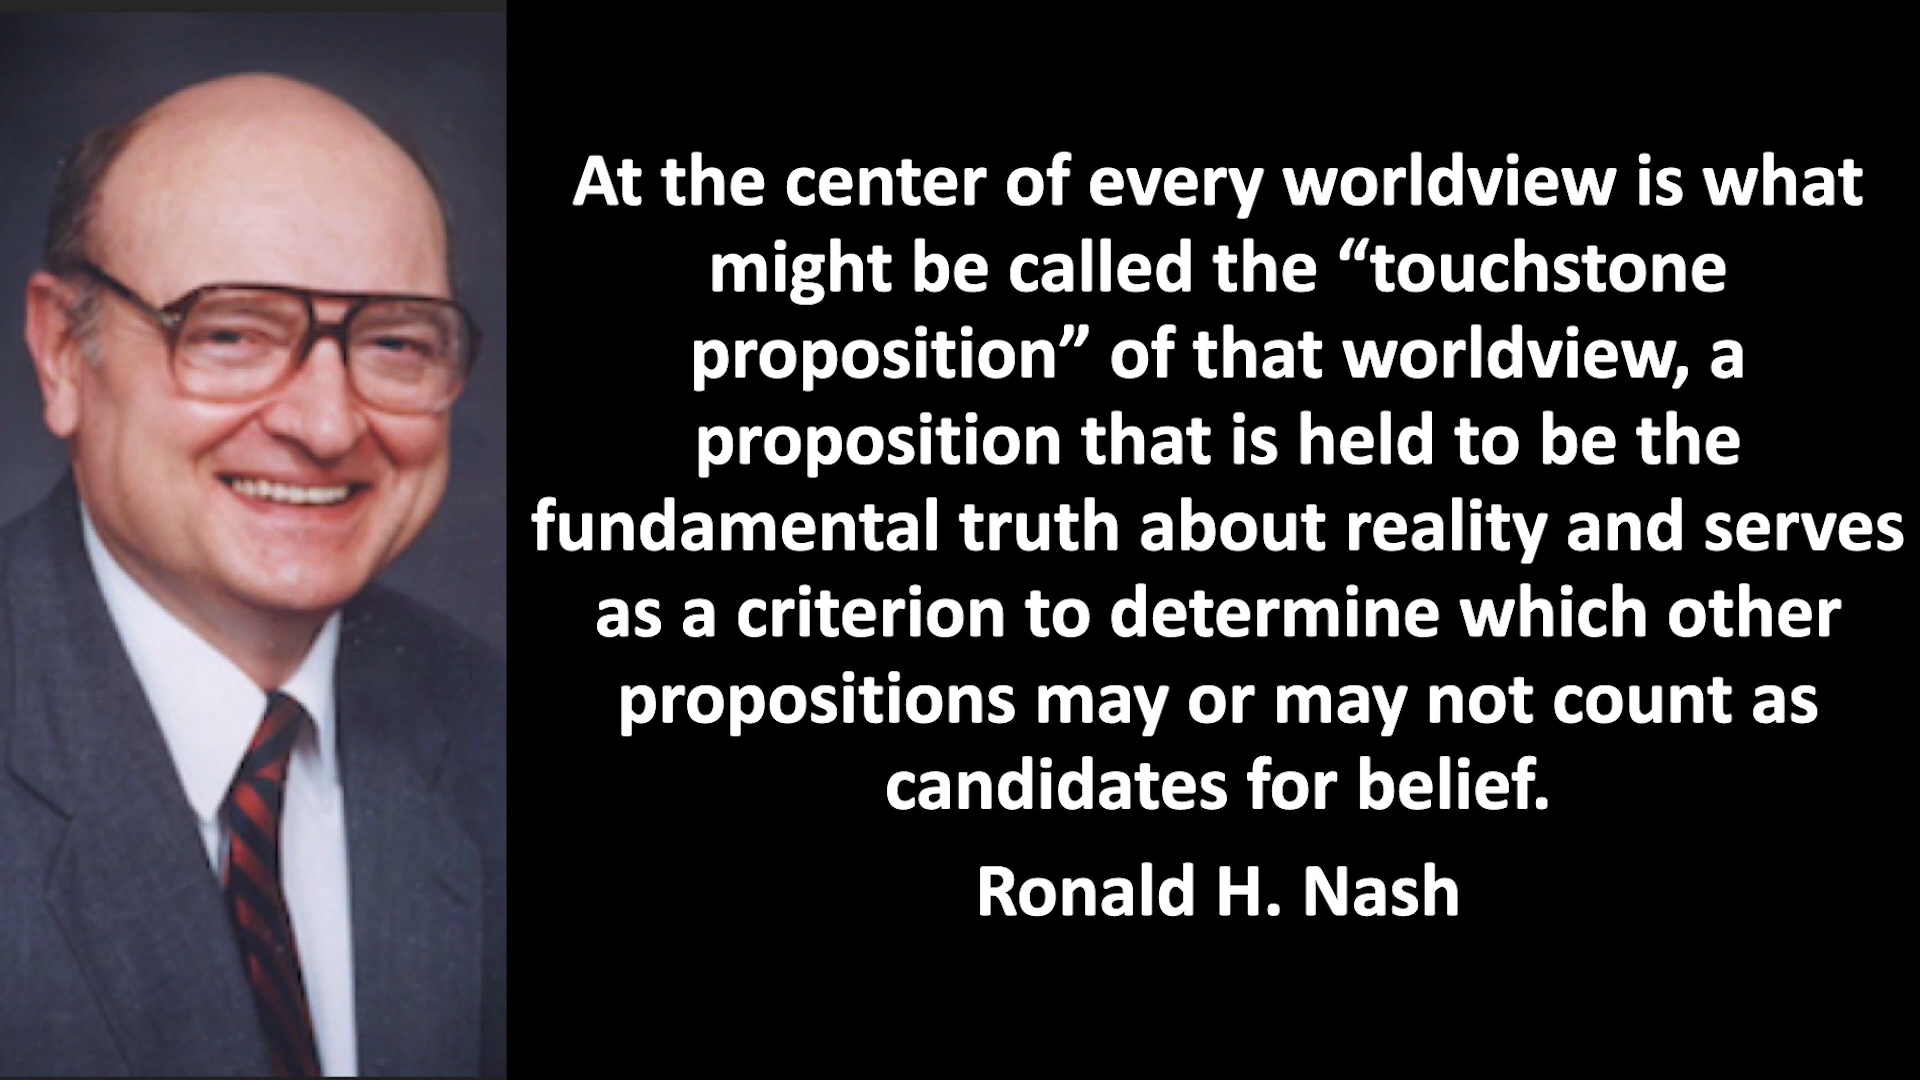 At the center of every worldview is what
might be called the “touchstone
proposition” of that worldview, a
proposition that is held to be the
fundamental truth about reality and serves
as a criterion to determine which other
propositions may or may not count as
candidates for belief.
Ronald H. Nash